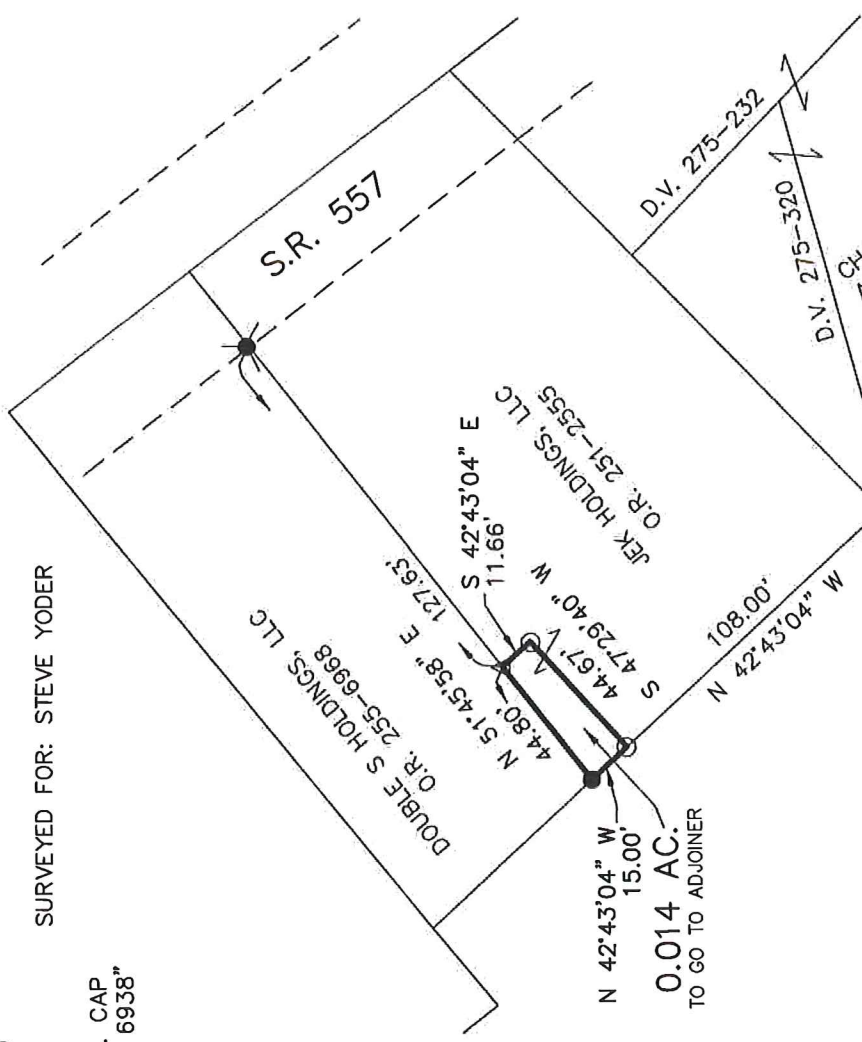 SURVEYED FOR: STEVE YODER
. CAP
6938"
S.R. 557
D.V. 275-232
D.V. 275-320
CH
DOUBLE S HOLDINGS, LLC
O.R. 255-6968
N 51°45'58" E 127.63'
44.80'
S 42°43'04" E
11.66'
JEK HOLDINGS, LLC
O.R. 251-2555
44.67'
S 47°29'40" W
108.00'
N 42°43'04" W
N 42°43'04" W
15.00'
0.014 AC.
TO GO TO ADJOINER